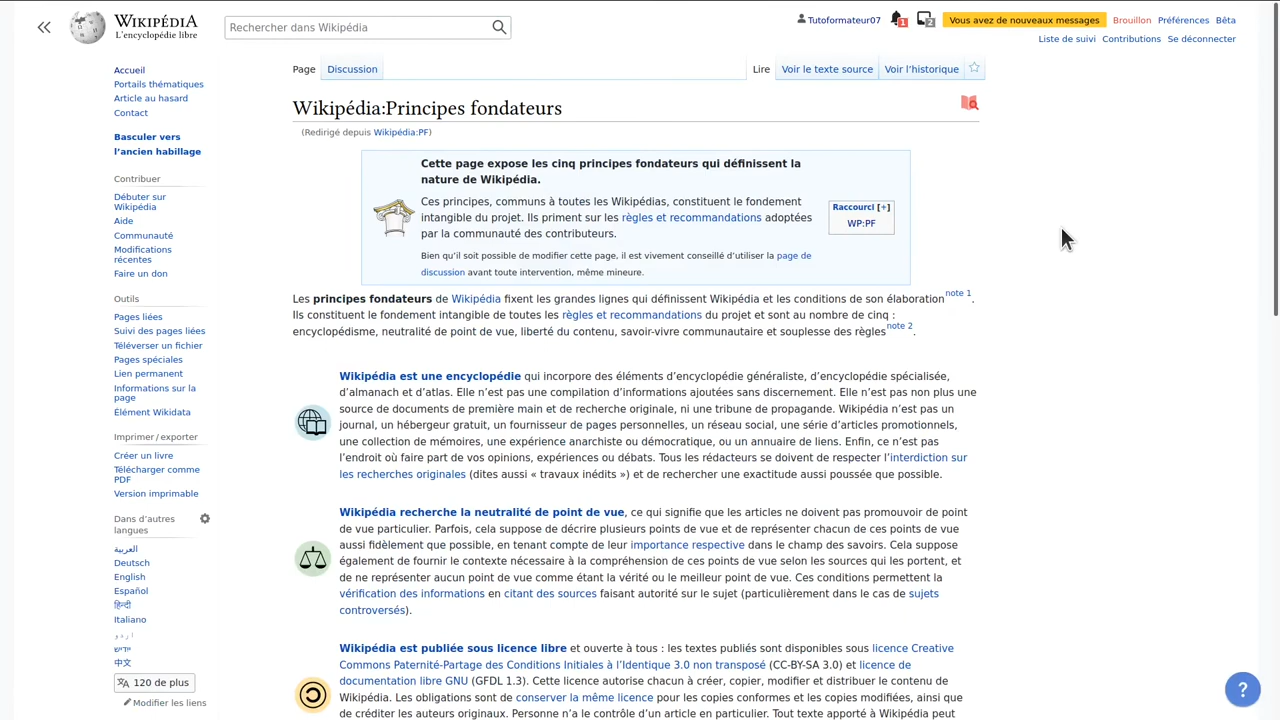 WIKIPÉDIA
L'encyclopédie libre
Rechercher dans Wikipédia
Tutoformateur07
1
2
Vous avez de nouveaux messages
Brouillon
Préférences
Bêta
Liste de suivi
Contributions
Se déconnecter
Accueil
Portails thématiques
Article au hasard
Contact
Basculer vers
l'ancien habillage
Contribuer
Débuter sur
Wikipédia
Aide
Communauté
Modifications
récentes
Faire un don
Outils
Pages liées
Suivi des pages liées
Téléverser un fichier
Pages spéciales
Lien permanent
Informations sur la
page
Élément Wikidata
Imprimer / exporter
Créer un livre
Télécharger comme
PDF
Version imprimable
Dans d'autres
langues
العربية
Deutsch
English
Español
हिन्दी
Italiano
اردو
ייִדיש
中文
120 de plus
Modifier les liens
Page
Discussion
Lire
Voir le texte source
Voir l'historique
Wikipédia:Principes fondateurs
(Redirigé depuis Wikipédia:PF)
Cette page expose les cinq principes fondateurs qui définissent la
nature de Wikipédia.
Ces principes, communs à toutes les Wikipédias, constituent le fondement
intangible du projet. Ils priment sur les règles et recommandations adoptées
par la communauté des contributeurs.
Bien qu'il soit possible de modifier cette page, il est vivement conseillé d'utiliser la page de
discussion avant toute intervention, même mineure.
Raccourci [+]
WP:PF
Les principes fondateurs de Wikipédia fixent les grandes lignes qui définissent Wikipédia et les conditions de son élaboration note 1.
Ils constituent le fondement intangible de toutes les règles et recommandations du projet et sont au nombre de cinq :
encyclopédisme, neutralité de point de vue, liberté du contenu, savoir-vivre communautaire et souplesse des règles note 2.
Wikipédia est une encyclopédie qui incorpore des éléments d'encyclopédie généraliste, d'encyclopédie spécialisée,
d'almanach et d'atlas. Elle n'est pas une compilation d'informations ajoutées sans discernement. Elle n'est pas non plus une
source de documents de première main et de recherche originale, ni une tribune de propagande. Wikipédia n'est pas un
journal, un hébergeur gratuit, un fournisseur de pages personnelles, un réseau social, une série d'articles promotionnels,
une collection de mémoires, une expérience anarchiste ou démocratique, ou un annuaire de liens. Enfin, ce n'est pas
l'endroit où faire part de vos opinions, expériences ou débats. Tous les rédacteurs se doivent de respecter l'interdiction sur
les recherches originales (dites aussi « travaux inédits ») et de rechercher une exactitude aussi poussée que possible.
Wikipédia recherche la neutralité de point de vue, ce qui signifie que les articles ne doivent pas promouvoir de point
de vue particulier. Parfois, cela suppose de décrire plusieurs points de vue et de représenter chacun de ces points de vue
aussi fidèlement que possible, en tenant compte de leur importance respective dans le champ des savoirs. Cela suppose
également de fournir le contexte nécessaire à la compréhension de ces points de vue selon les sources qui les portent, et
de ne représenter aucun point de vue comme étant la vérité ou le meilleur point de vue. Ces conditions permettent la
vérification des informations en citant des sources faisant autorité sur le sujet (particulièrement dans le cas de sujets
controversés).
Wikipédia est publiée sous licence libre et ouverte à tous : les textes publiés sont disponibles sous licence Creative
Commons Paternité-Partage des Conditions Initiales à l'Identique 3.0 non transposé (CC-BY-SA 3.0) et licence de
documentation libre GNU (GFDL 1.3). Cette licence autorise chacun à créer, copier, modifier et distribuer le contenu de
Wikipédia. Les obligations sont de conserver la même licence pour les copies conformes et les copies modifiées, ainsi que
de créditer les auteurs originaux. Personne n'a le contrôle d'un article en particulier. Tout texte apporté à Wikipédia peut
?